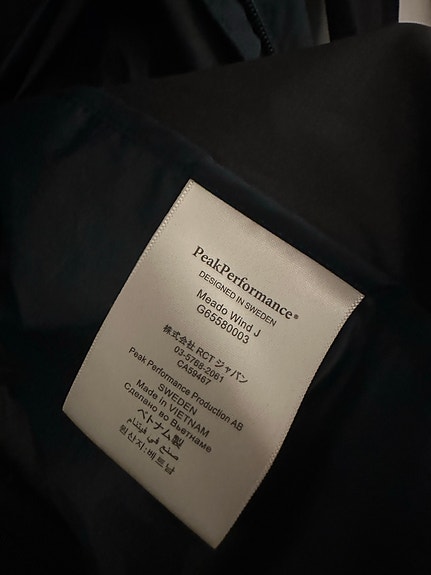 PeakPerformance®
DESIGNED IN SWEDEN
Meado Wind J
G65580003
株式会社 RCT ジャパン
03-5768-2061
CA59467
Peak Performance Production AB
SWEDEN
Made in VIETNAM
Сделано во Вьетнаме
ベトナム製
صنع في فيتنام
원산지:베트남